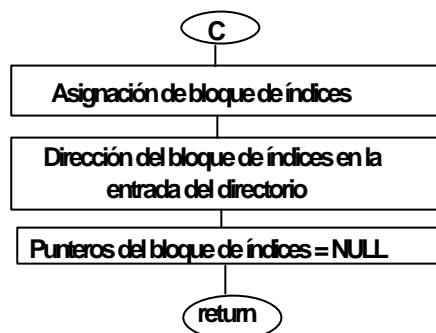 C
Asignación de bloque de índices
Dirección del bloque de índices en la
entrada del directorio
Punteros del bloque de índices = NULL
return